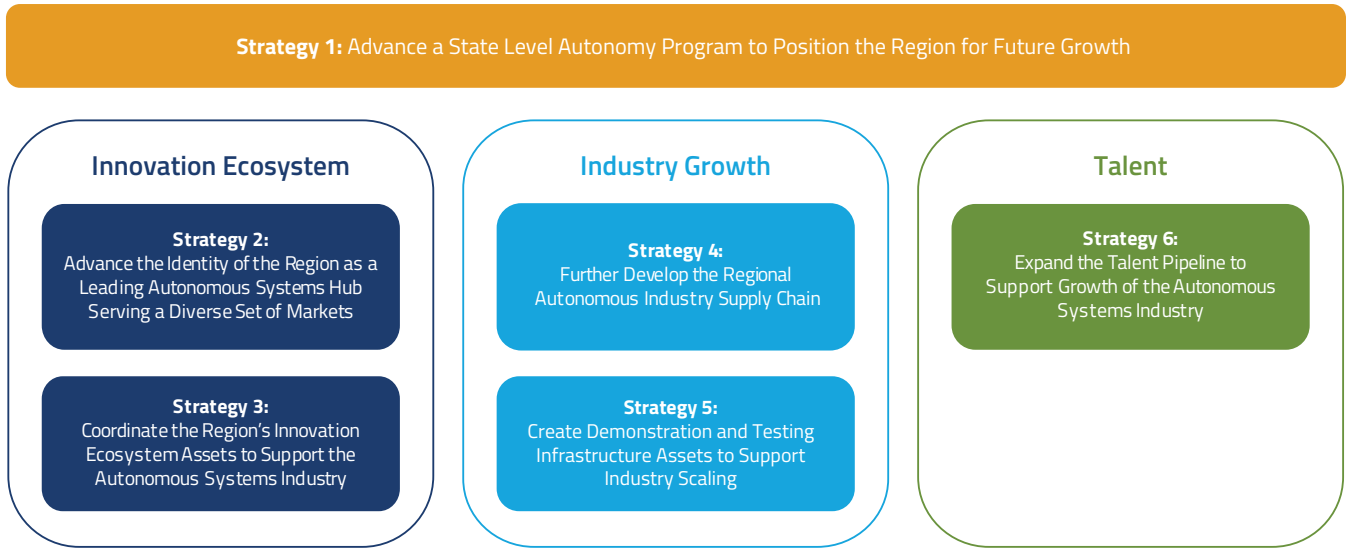 Strategy 1: Advance a State Level Autonomy Program to Position the Region for Future Growth
Innovation Ecosystem
Strategy 2:
Advance the Identity of the Region as a
Leading Autonomous Systems Hub
Serving a Diverse Set of Markets
Strategy 3:
Coordinate the Region's Innovation
Ecosystem Assets to Support the
Autonomous Systems Industry
Industry Growth
Strategy 4:
Further Develop the Regional
Autonomous Industry Supply Chain
Strategy 5:
Create Demonstration and Testing
Infrastructure Assets to Support
Industry Scaling
Talent
Strategy 6:
Expand the Talent Pipeline to
Support Growth of the Autonomous
Systems Industry